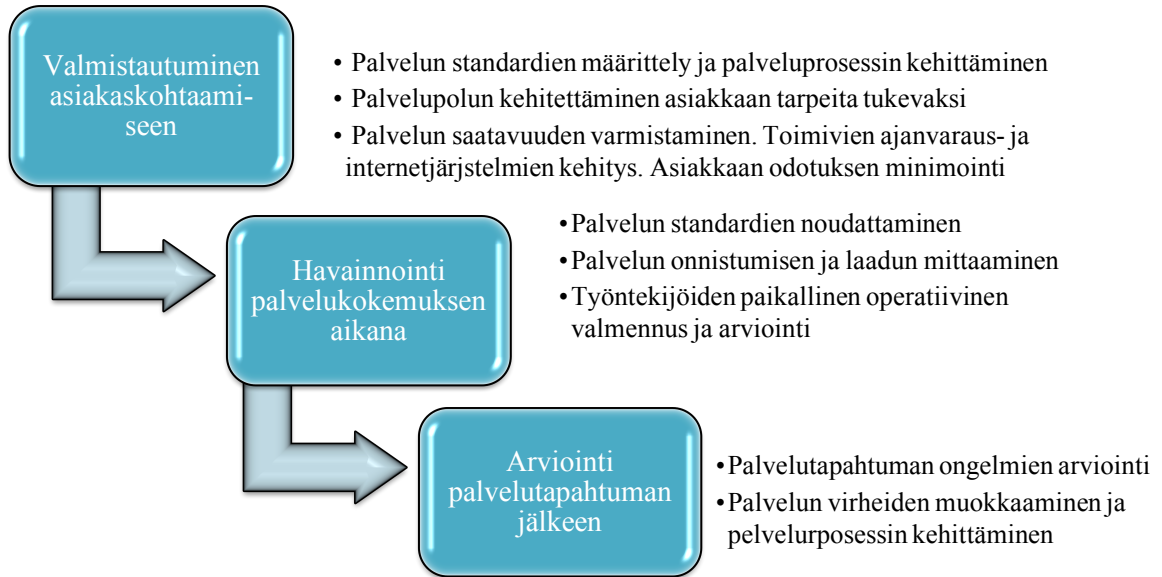 Valmistautuminen
asiakaskohtaami-
seen
• Palvelun standardien määrittely ja palveluprosessin kehittäminen
• Palvelupolun kehitettäminen asiakkaan tarpeita tukevaksi
• Palvelun saatavuuden varmistaminen. Toimivien ajanvaraus- ja
internetjärjstelmien kehitys. Asiakkaan odotuksen minimointi
Havainnointi
palvelukokemuksen
aikana
•Palvelun standardien noudattaminen
•Palvelun onnistumisen ja laadun mittaaminen
•Työntekijöiden paikallinen operatiivinen
valmennus ja arviointi
Arviointi
palvelutapahtuman
jälkeen
•Palvelutapahtuman ongelmien arviointi
•Palvelun virheiden muokkaaminen ja
pelvelurposessin kehittäminen